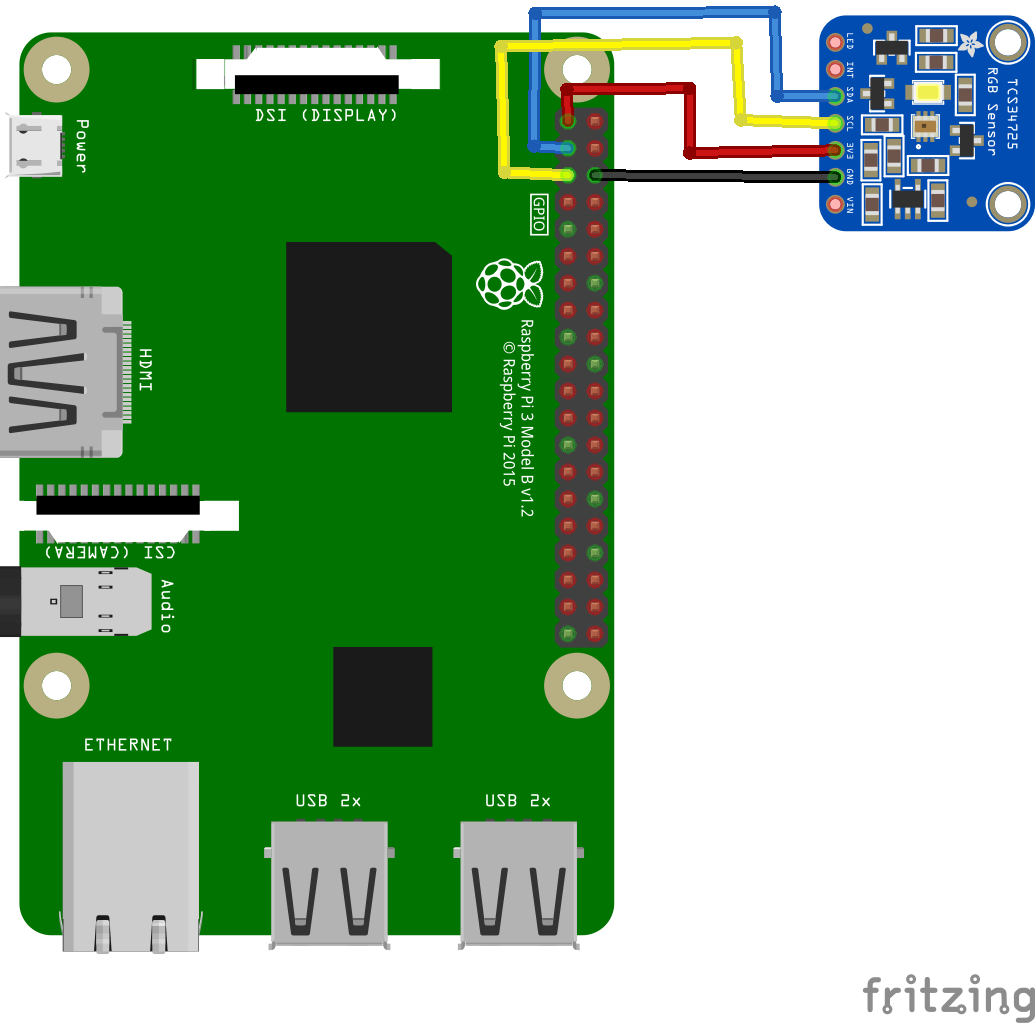 DSI (DISPLAY)
Power
HDMI
CSI (CAMERA)
Audio
ETHERNET
USB 2x
USB 2x
GPIO
Raspberry Pi 3 Model B v1.2
© Raspberry Pi 2015
LED
INT
SDA
SCL
3V3
GND
VIN
TCS34725
RGB Sensor
fritzing